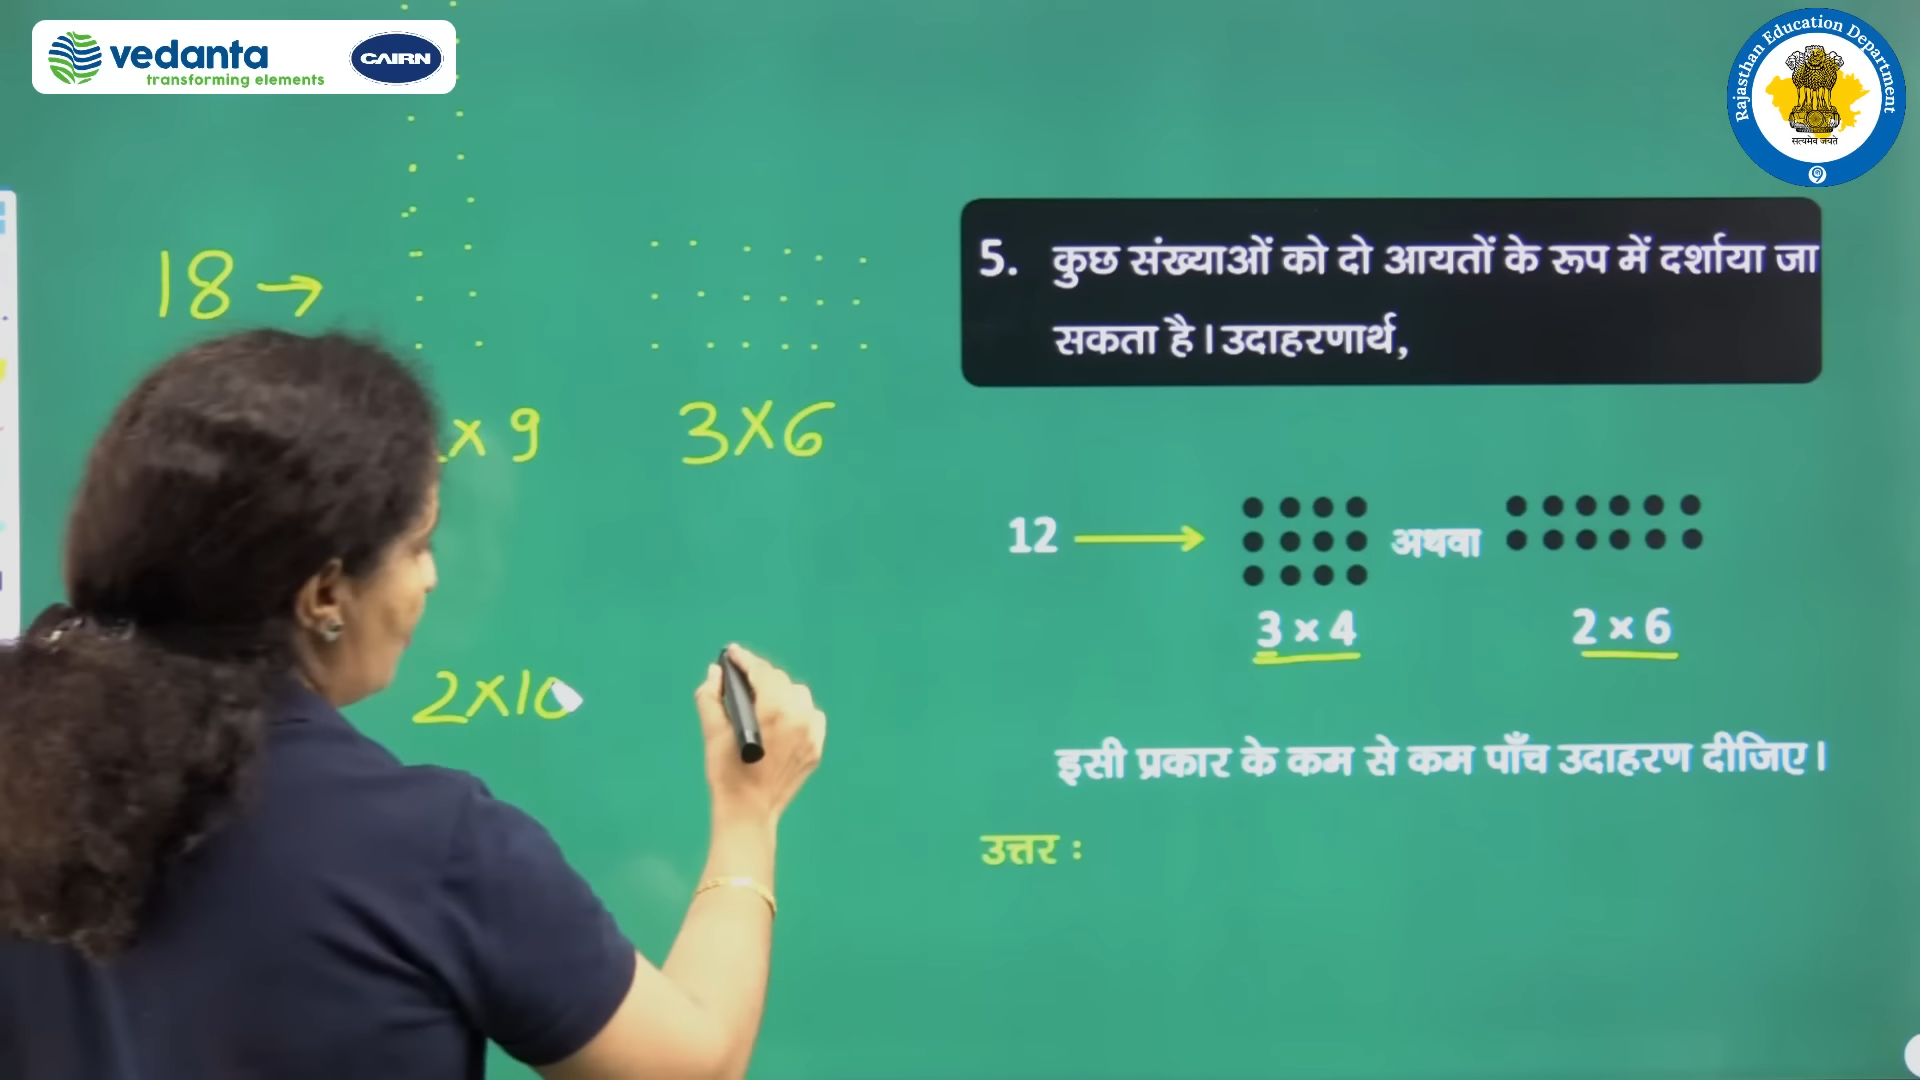 vedanta
transforming elements
CAIRN
Rajasthan Education Department
सत्यमेव जयते
18 →
x 9
3x6
2x10
5. कुछ संख्याओं को दो आयतों के रूप में दर्शाया जा
सकता है। उदाहरणार्थ,
12
अथवा
3 × 4
2 × 6
इसी प्रकार के कम से कम पाँच उदाहरण दीजिए।
उत्तर :